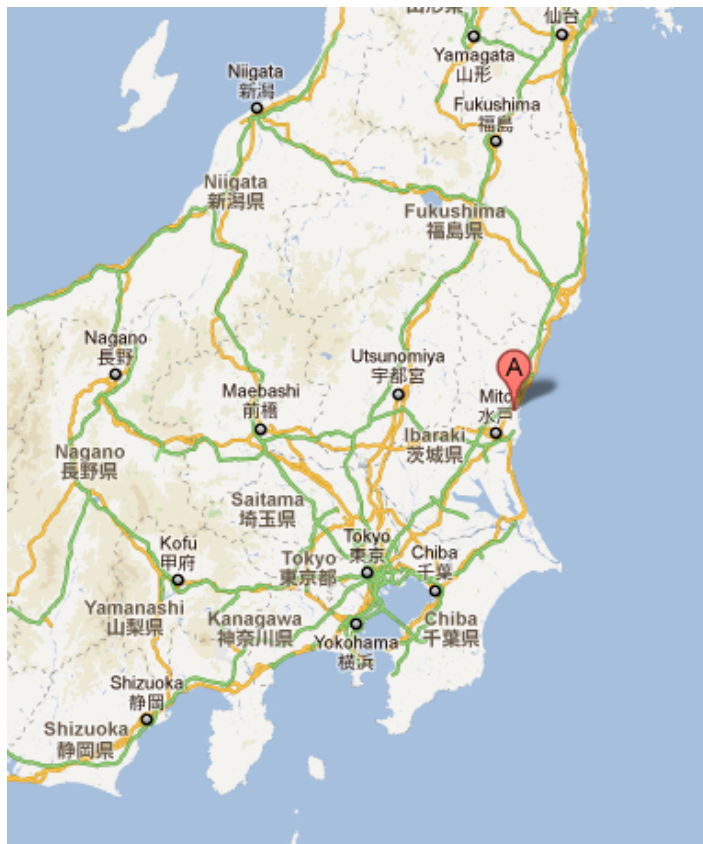 仙台
Yamagata
山形
Niigata
新潟
Fukushima
福島
Niigata
新潟県
Fukushima
福島県
Nagano
長野
Utsunomiya
宇都宮
A
Maebashi
前橋
Mito
水戸
Ibaraki
茨城県
Nagano
長野県
Saitama
埼玉県
Tokyo
東京
Kofu
甲府
Tokyo
東京都
Chiba
千葉
Yamanashi
山梨県
Kanagawa
神奈川県
Chiba
千葉県
Yokohama
横浜
Shizuoka
静岡
Shizuoka
静岡県